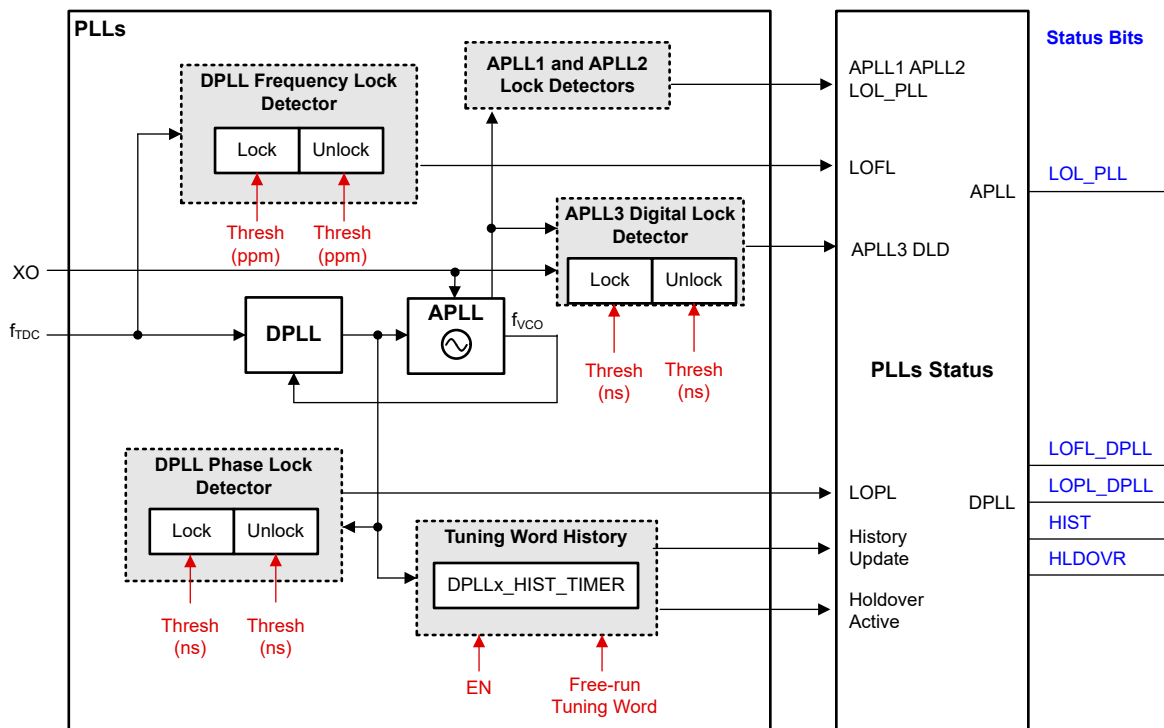 PLLs
DPLL Frequency Lock
Detector
Lock
Unlock
Thresh
(ppm)
Thresh
(ppm)
APLL1 and APLL2
Lock Detectors
APLL3 Digital Lock
Detector
Lock
Unlock
Thresh
(ns)
Thresh
(ns)
XO
fTDC
DPLL
APLL
fVCO
DPLL Phase Lock
Detector
Lock
Unlock
Thresh
(ns)
Thresh
(ns)
Tuning Word History
DPLLx_HIST_TIMER
EN
Free-run
Tuning Word
APLL1 APLL2
LOL_PLL
LOFL
APLL
APLL3 DLD
PLLs Status
LOPL
DPLL
History
Update
Holdover
Active
Status Bits
LOL_PLL
LOFL_DPLL
LOPL_DPLL
HIST
HLDOVR